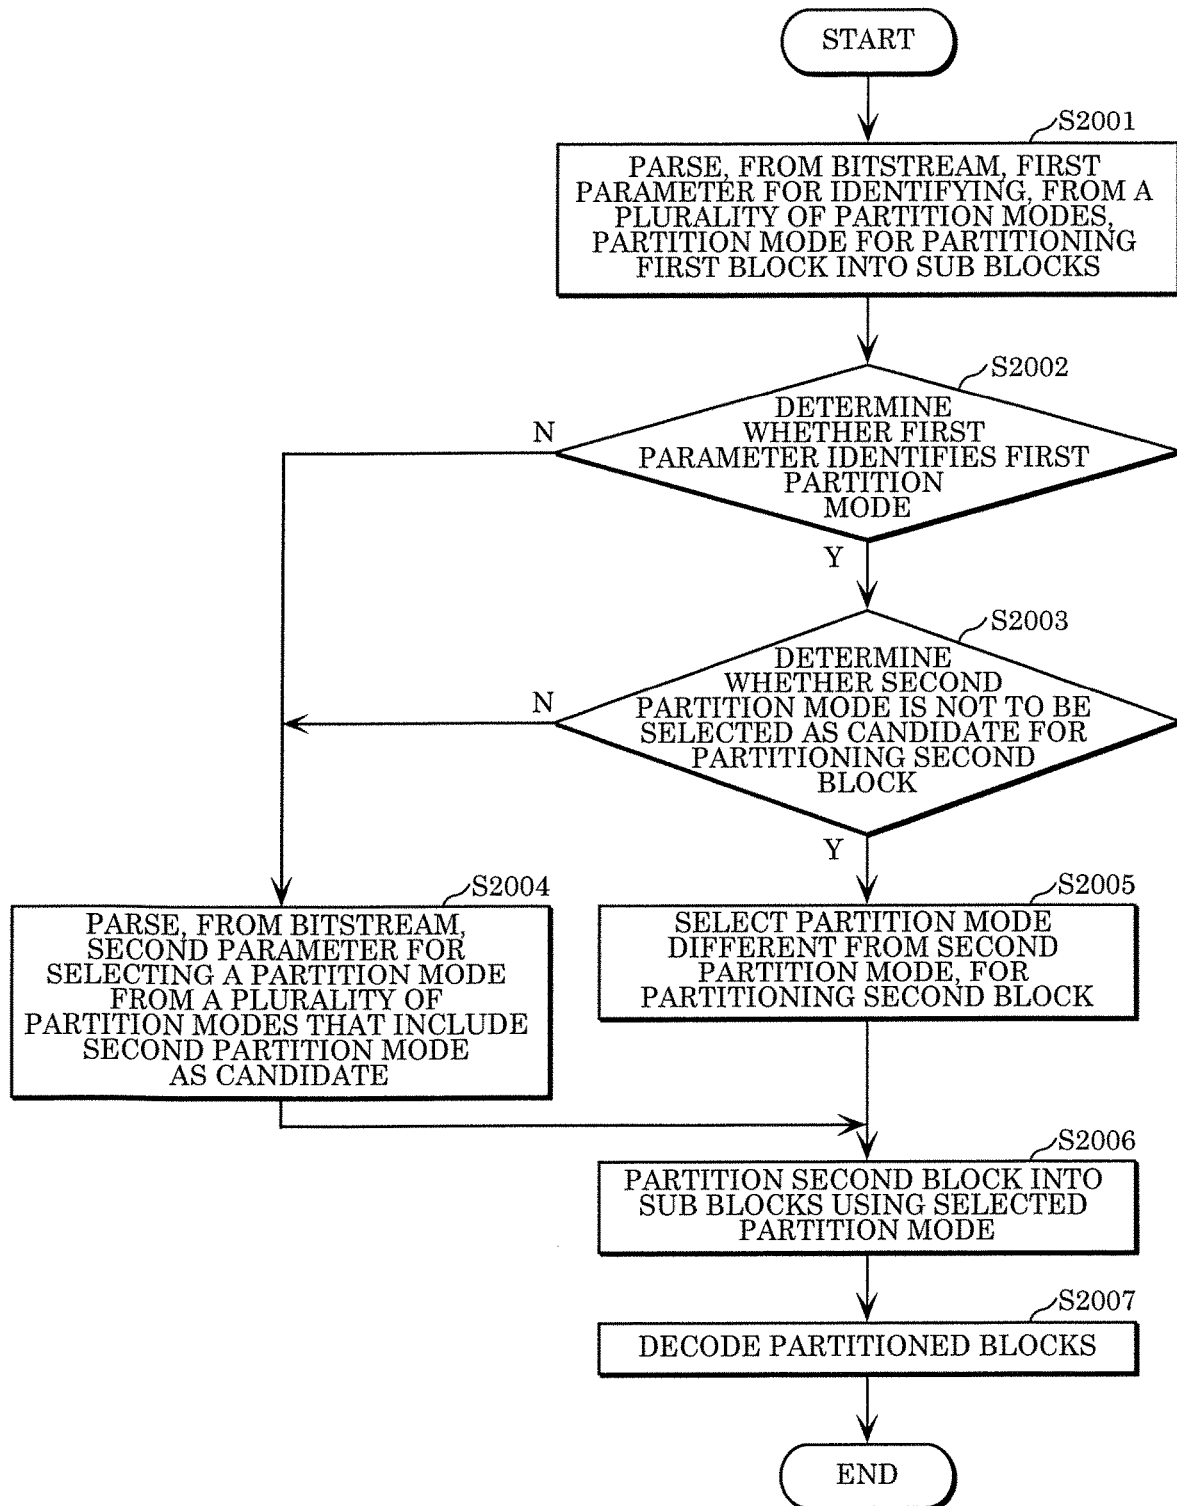 START
S2001
PARSE, FROM BITSTREAM, FIRST
PARAMETER FOR IDENTIFYING, FROM A
PLURALITY OF PARTITION MODES,
PARTITION MODE FOR PARTITIONING
FIRST BLOCK INTO SUB BLOCKS
S2002
DETERMINE
WHETHER FIRST
PARAMETER IDENTIFIES FIRST
PARTITION
MODE
N
Y
S2003
DETERMINE
WHETHER SECOND
PARTITION MODE IS NOT TO BE
SELECTED AS CANDIDATE FOR
PARTITIONING SECOND
BLOCK
N
Y
S2004
PARSE, FROM BITSTREAM,
SECOND PARAMETER FOR
SELECTING A PARTITION MODE
FROM A PLURALITY OF
PARTITION MODES THAT INCLUDE
SECOND PARTITION MODE
AS CANDIDATE
S2005
SELECT PARTITION MODE
DIFFERENT FROM SECOND
PARTITION MODE, FOR
PARTITIONING SECOND BLOCK
S2006
PARTITION SECOND BLOCK INTO
SUB BLOCKS USING SELECTED
PARTITION MODE
S2007
DECODE PARTITIONED BLOCKS
END